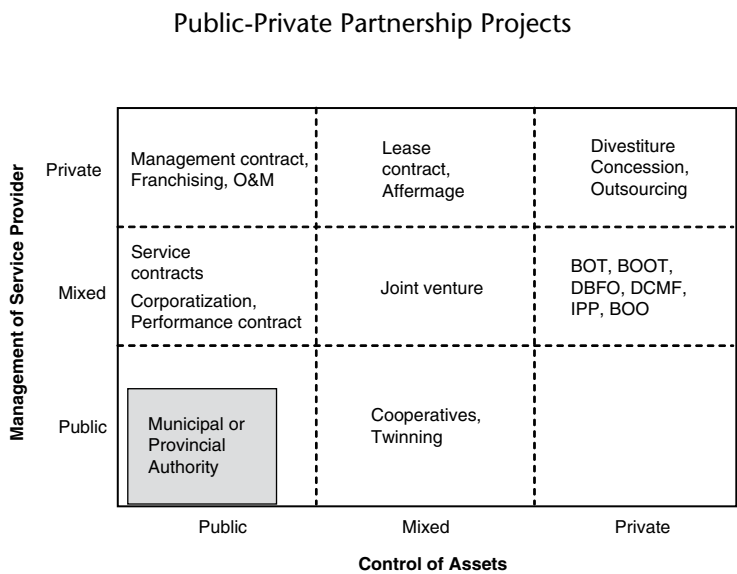 Public-Private Partnership Projects
Management of Service Provider
Private
Management contract,
Franchising, O&M
Lease
contract,
Affermage
Divestiture
Concession,
Outsourcing
Mixed
Service
contracts
Corporatization,
Performance contract
Joint venture
BOT, BOOT,
DBFO, DCMF,
IPP, BOO
Public
Municipal or
Provincial
Authority
Cooperatives,
Twinning
Public
Mixed
Private
Control of Assets